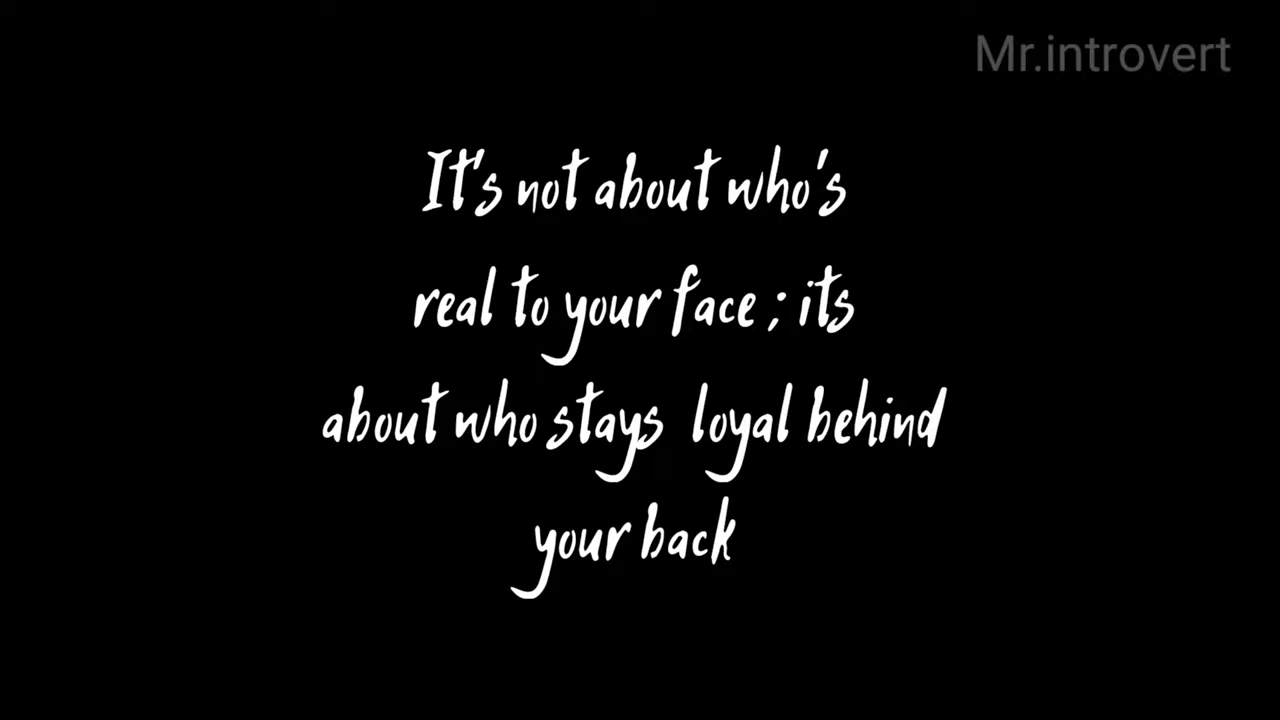 Mr.introvert
It's not about who's
real to your face ; its
about who stays loyal behind
your back